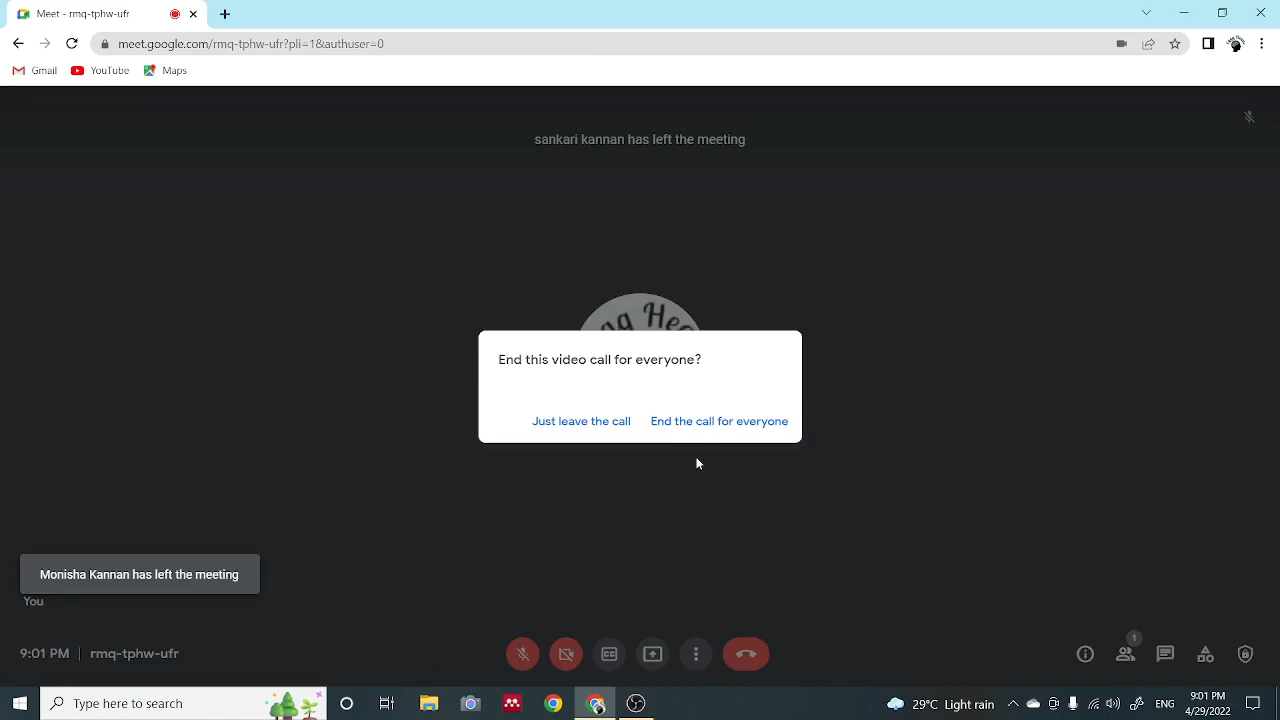 Meet - rmq-tphw-ufr
meet.google.com/rmq-tphw-ufr?pli=1&authuser=0
Gmail YouTube Maps
sankari kannan has left the meeting
End this video call for everyone?
Just leave the call End the call for everyone
Monisha Kannan has left the meeting
You
9:01 PM | rmq-tphw-ufr
1
Type here to search
29°C Light rain
ENG
9:01 PM
4/29/2022